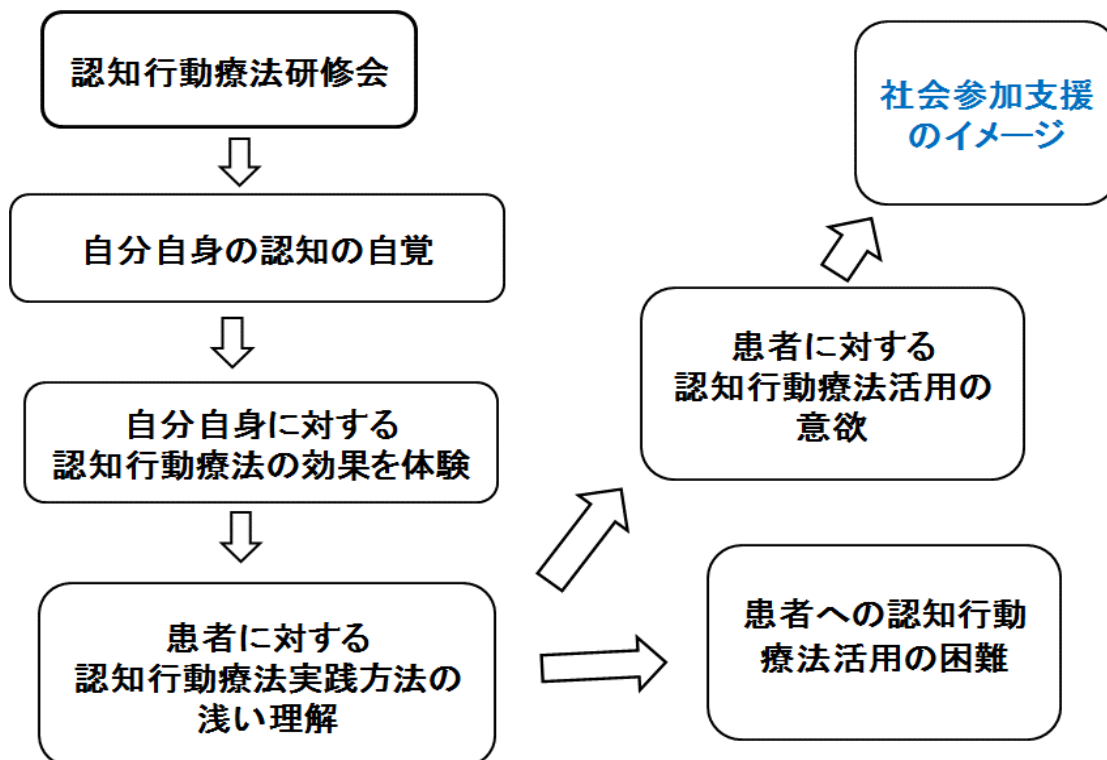 認知行動療法研修会
自分自身の認知の自覚
自分自身に対する
認知行動療法の効果を体験
患者に対する
認知行動療法実践方法の
浅い理解
社会参加支援
のイメージ
患者に対する
認知行動療法活用の
意欲
患者への認知行動
療法活用の困難